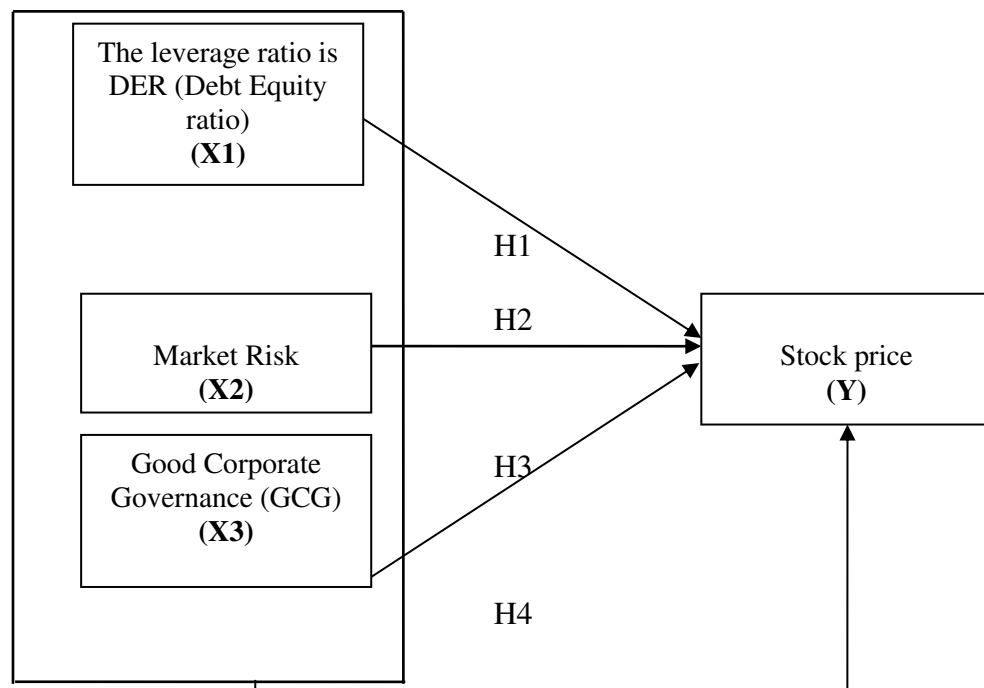 The leverage ratio is
DER (Debt Equity
ratio)
(X1)
H1
H2
Market Risk
(X2)
Stock price
(Y)
Good Corporate
Governance (GCG)
(X3)
H3
H4